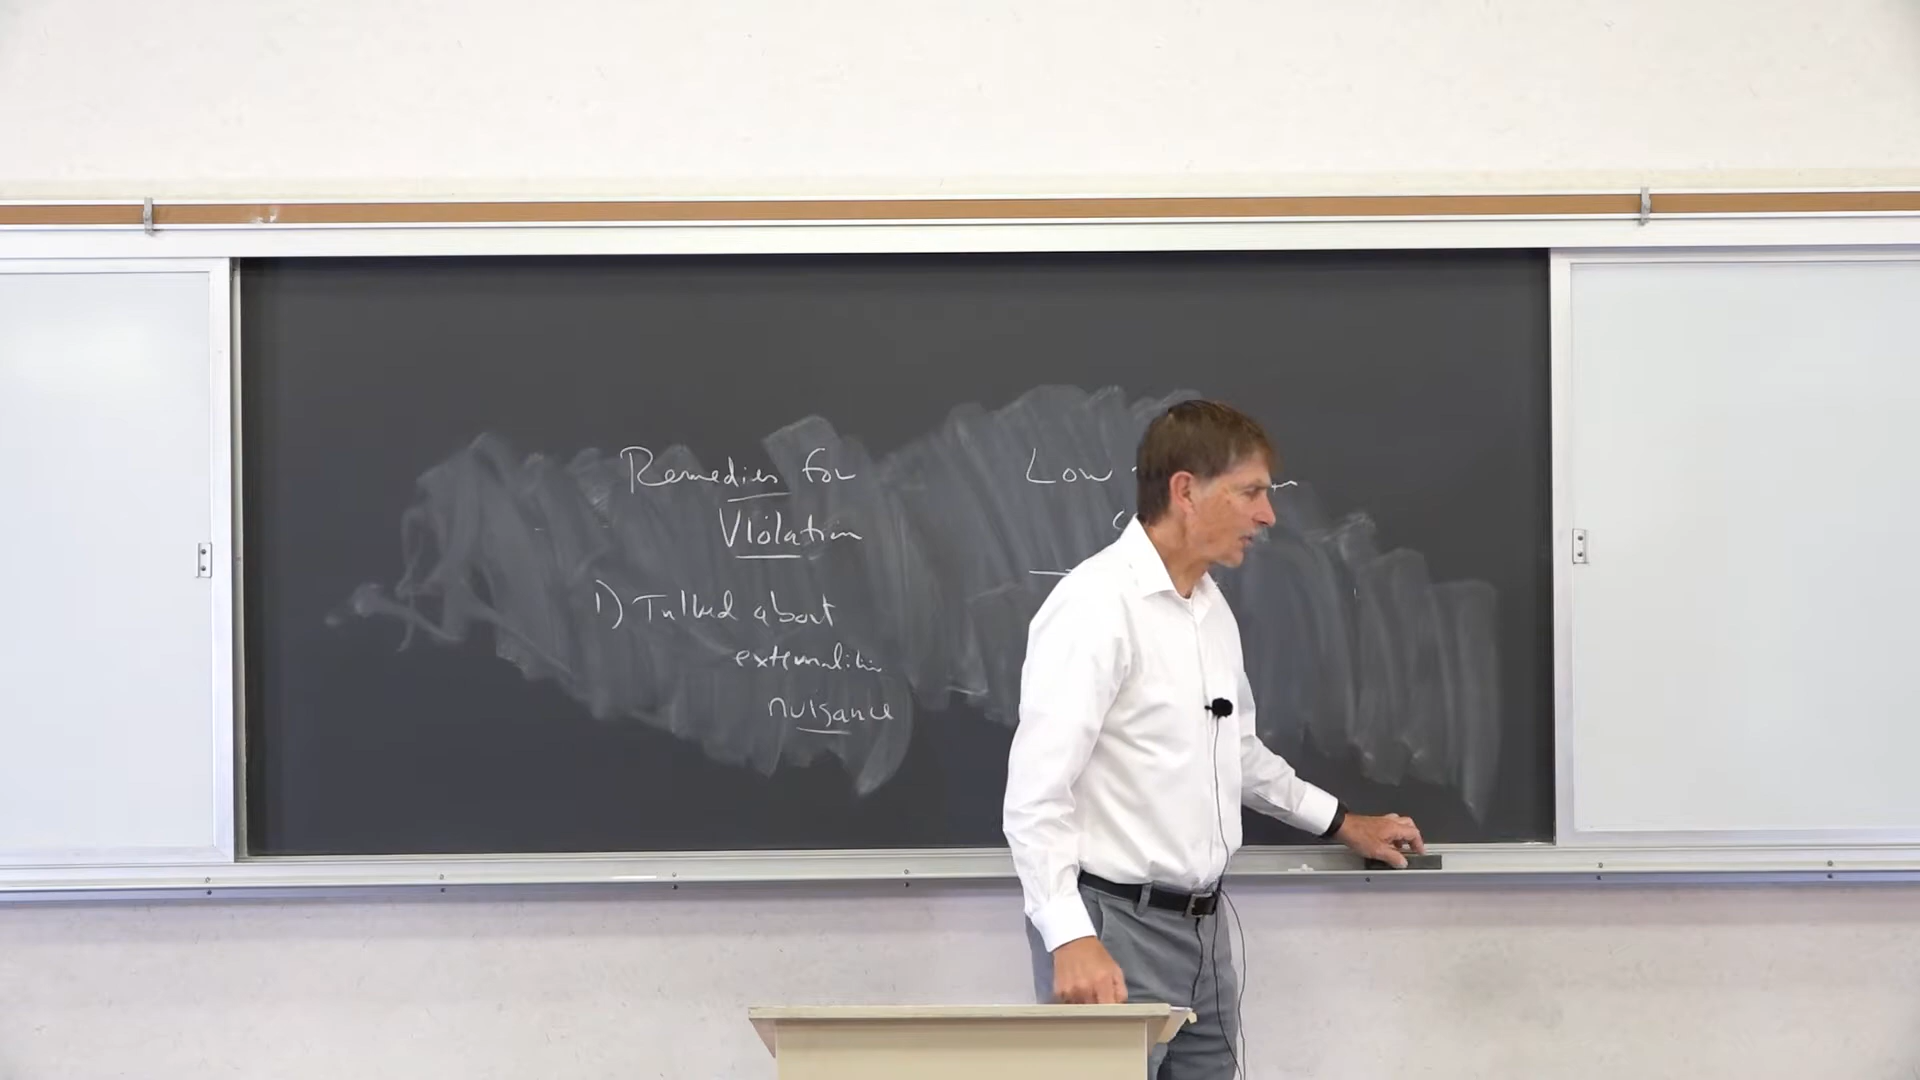 Remedies for
Violation
1) Talked about
externalities
nuisance
Low